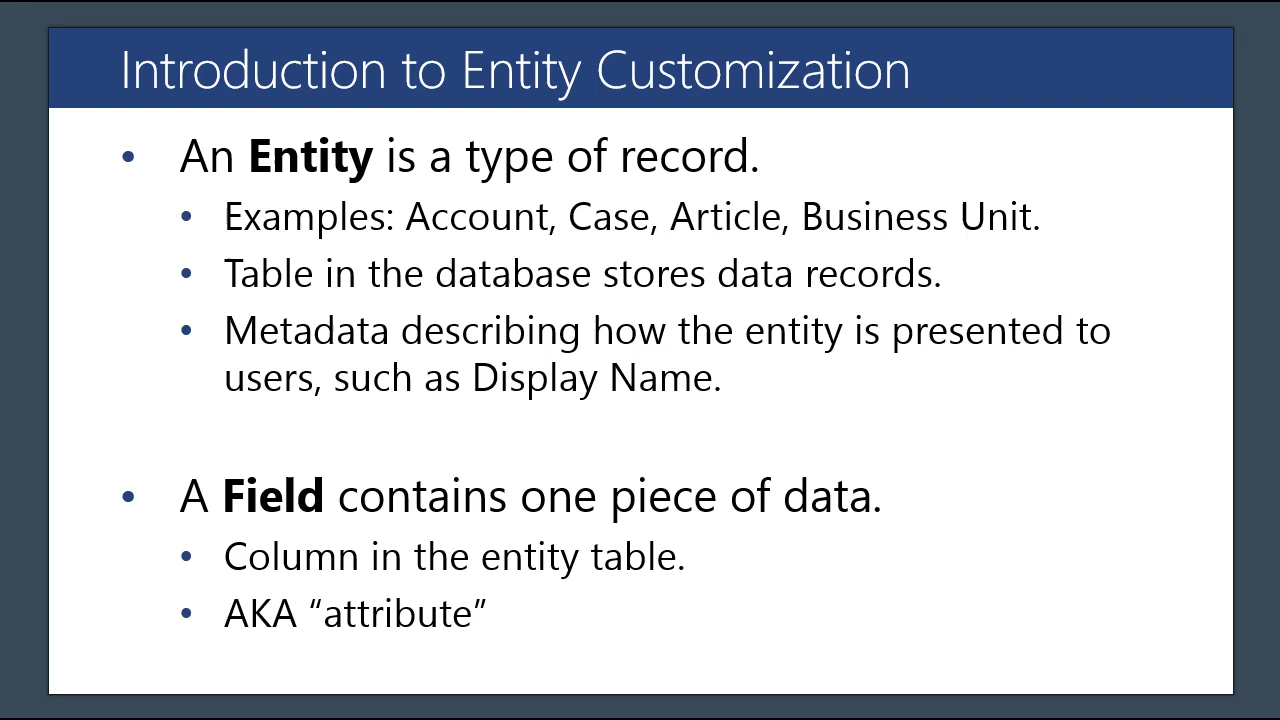 Introduction to Entity Customization
• An Entity is a type of record.
• Examples: Account, Case, Article, Business Unit.
• Table in the database stores data records.
• Metadata describing how the entity is presented to
users, such as Display Name.
• A Field contains one piece of data.
• Column in the entity table.
• AKA “attribute”